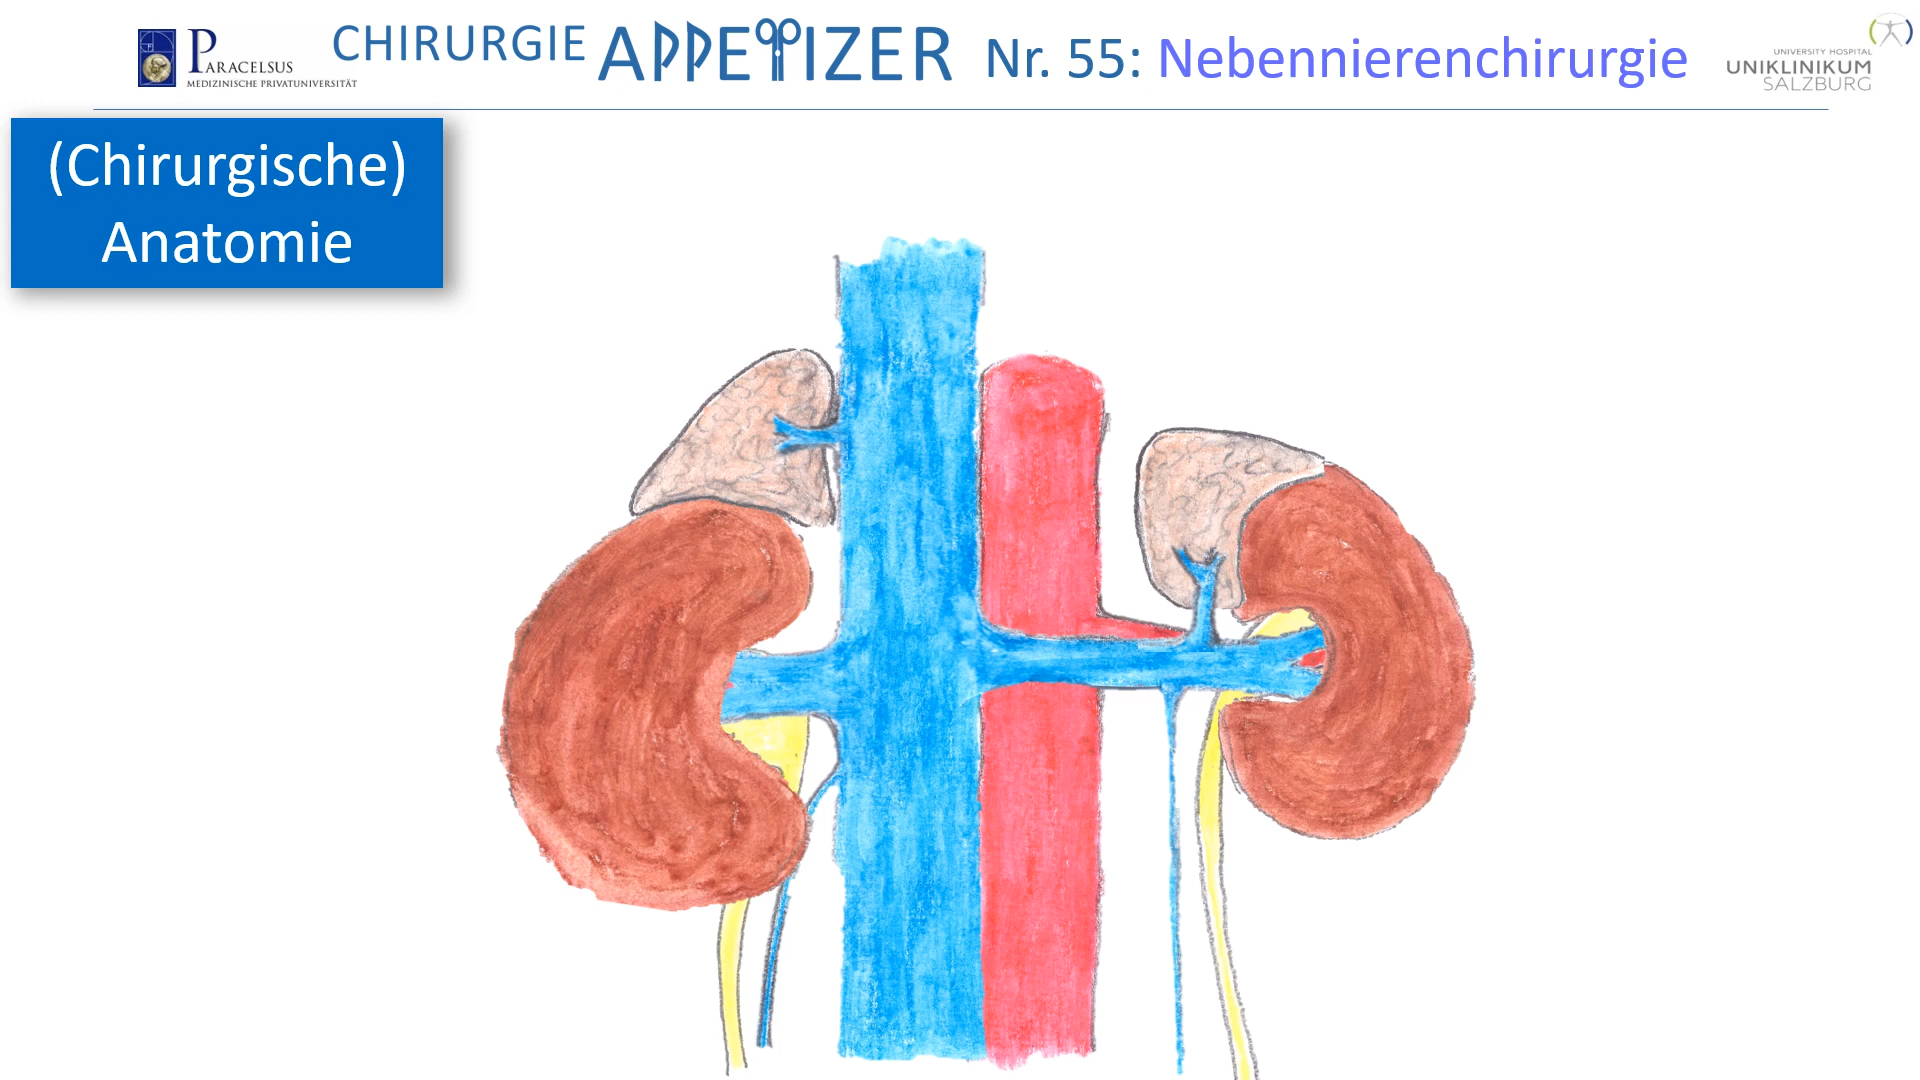 PARACELSUS
MEDIZINISCHE PRIVATUNIVERSITÄT
CHIRURGIE APPETIZER Nr. 55: Nebennierenchirurgie
UNIVERSITY HOSPITAL
UNIKLINIKUM
SALZBURG
(Chirurgische)
Anatomie